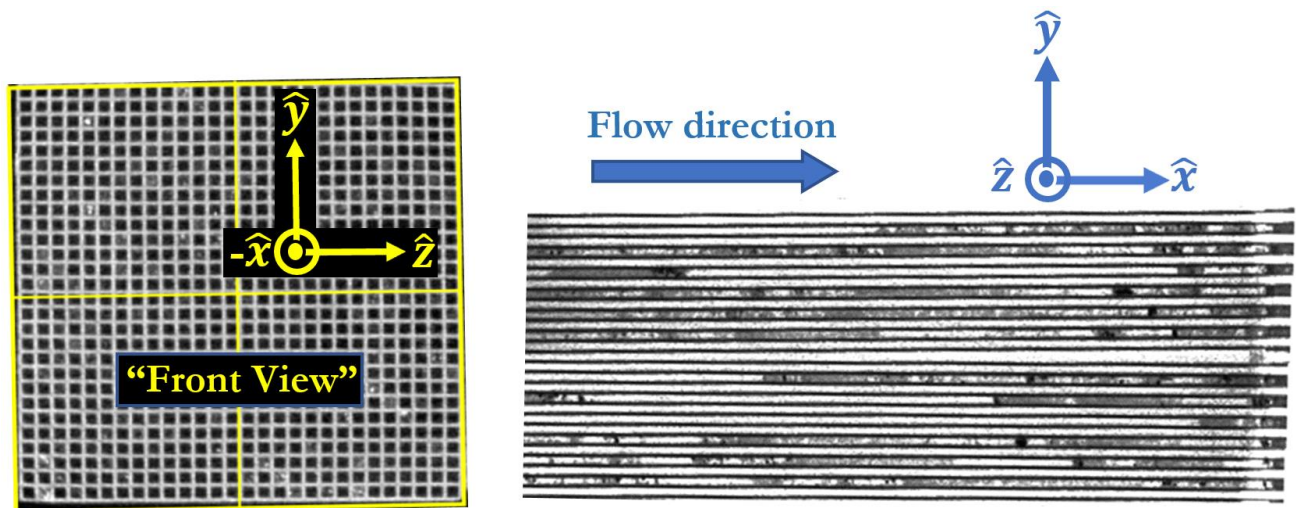 ŷ
-x̂ ẑ
“Front View”
Flow direction
ŷ
ẑ x̂